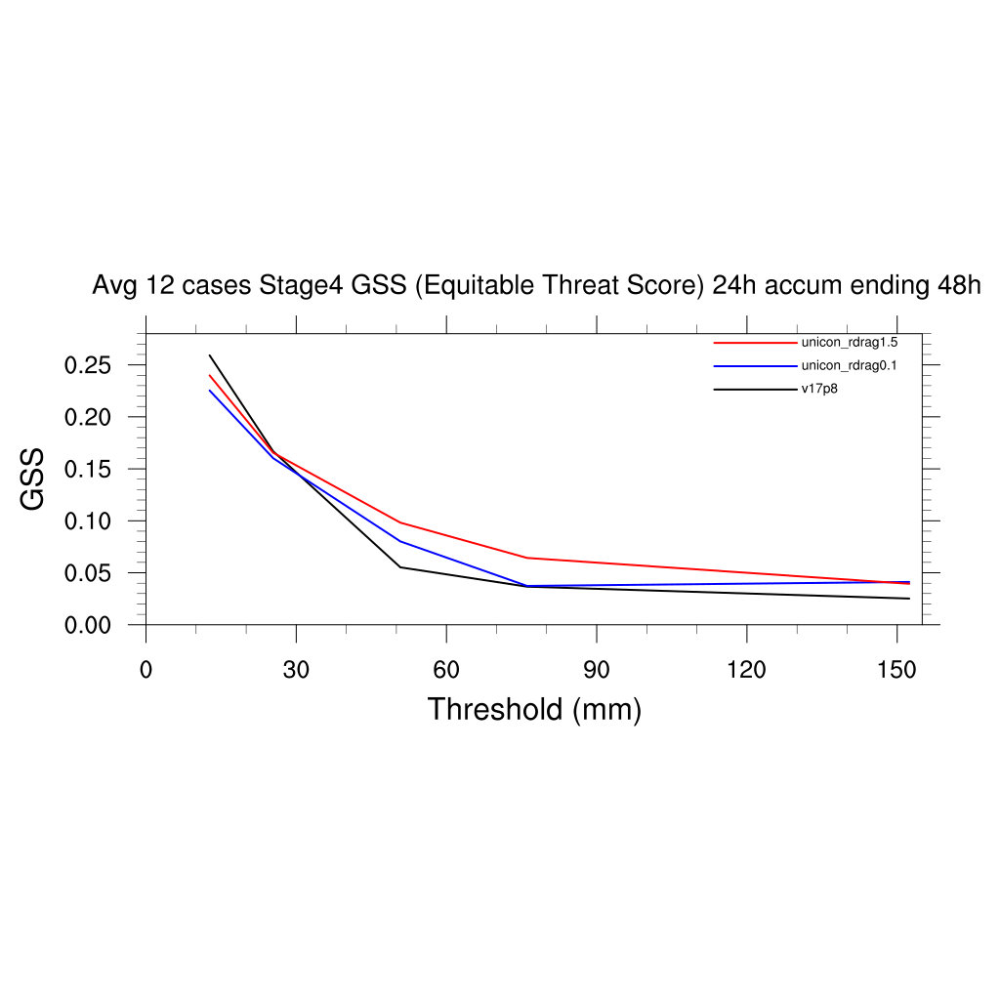 Avg 12 cases Stage4 GSS (Equitable Threat Score) 24h accum ending 48h
unicon_rdrag1.5
unicon_rdrag0.1
v17p8
0.25
0.20
0.15
0.10
0.05
0.00
GSS
0 30 60 90 120 150
Threshold (mm)